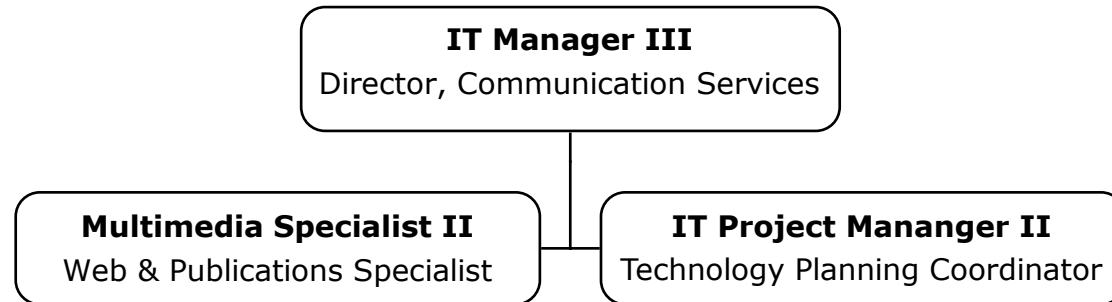 IT Manager III
Director, Communication Services
Multimedia Specialist II
Web & Publications Specialist
IT Project Mananger II
Technology Planning Coordinator